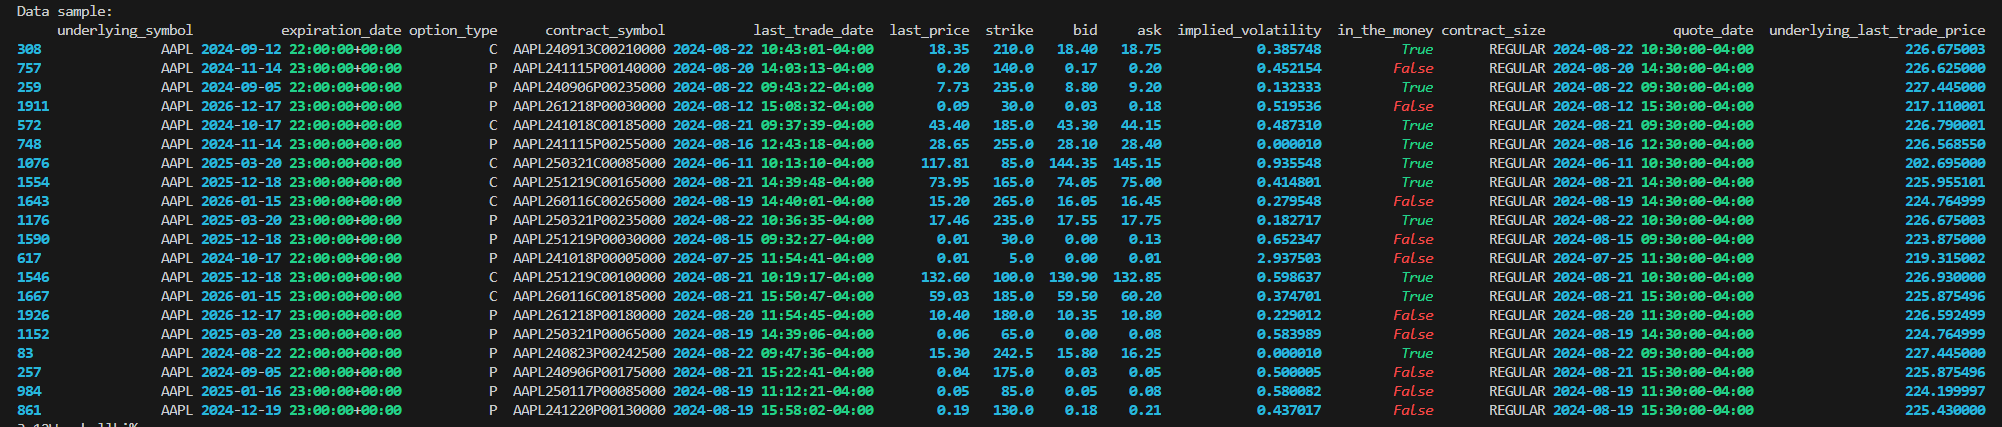 Data sample:
underlying_symbol expiration_date option_type contract_symbol last_trade_date last_price strike bid ask implied_volatility in_the_money contract_size quote_date underlying_last_trade_price
308 AAPL 2024-09-12 22:00:00+00:00 C AAPL240913C00210000 2024-08-22 10:43:01-04:00 18.35 210.0 18.40 18.75 0.385748 True REGULAR 2024-08-22 10:30:00-04:00 226.675003
757 AAPL 2024-11-14 23:00:00+00:00 P AAPL241115P00140000 2024-08-20 14:03:13-04:00 0.20 140.0 0.17 0.20 0.452154 False REGULAR 2024-08-20 14:30:00-04:00 226.625000
259 AAPL 2024-09-05 22:00:00+00:00 P AAPL240906P00235000 2024-08-22 09:43:22-04:00 7.73 235.0 8.80 9.20 0.132333 True REGULAR 2024-08-22 09:30:00-04:00 227.445000
1911 AAPL 2026-12-17 23:00:00+00:00 P AAPL261218P00030000 2024-08-12 15:08:32-04:00 0.09 30.0 0.03 0.18 0.519536 False REGULAR 2024-08-12 15:30:00-04:00 217.110001
572 AAPL 2024-10-17 22:00:00+00:00 C AAPL241018C00185000 2024-08-21 09:37:39-04:00 43.40 185.0 43.30 44.15 0.487310 True REGULAR 2024-08-21 09:30:00-04:00 226.790001
748 AAPL 2024-11-14 23:00:00+00:00 P AAPL241115P00255000 2024-08-16 12:43:18-04:00 28.65 255.0 28.10 28.40 0.000010 True REGULAR 2024-08-16 12:30:00-04:00 226.568550
1076 AAPL 2025-03-20 23:00:00+00:00 C AAPL250321C00085000 2024-06-11 10:13:10-04:00 117.81 85.0 144.35 145.15 0.935548 True REGULAR 2024-06-11 10:30:00-04:00 202.695000
1554 AAPL 2025-12-18 23:00:00+00:00 C AAPL251219C00165000 2024-08-21 14:39:48-04:00 73.95 165.0 74.05 75.00 0.414801 True REGULAR 2024-08-21 14:30:00-04:00 225.955101
1643 AAPL 2026-01-15 23:00:00+00:00 C AAPL260116C00265000 2024-08-19 14:40:01-04:00 15.20 265.0 16.05 16.45 0.279548 False REGULAR 2024-08-19 14:30:00-04:00 224.764999
1176 AAPL 2025-03-20 23:00:00+00:00 P AAPL250321P00235000 2024-08-22 10:36:35-04:00 17.46 235.0 17.55 17.75 0.182717 True REGULAR 2024-08-22 10:30:00-04:00 226.675003
1590 AAPL 2025-12-18 23:00:00+00:00 P AAPL251219P00030000 2024-08-15 09:32:27-04:00 0.01 30.0 0.00 0.13 0.652347 False REGULAR 2024-08-15 09:30:00-04:00 223.875000
617 AAPL 2024-10-17 22:00:00+00:00 P AAPL241018P00005000 2024-07-25 11:54:41-04:00 0.01 5.0 0.00 0.01 2.937503 False REGULAR 2024-07-25 11:30:00-04:00 219.315002
1546 AAPL 2025-12-18 23:00:00+00:00 C AAPL251219C00100000 2024-08-21 10:19:17-04:00 132.60 100.0 130.90 132.85 0.598637 True REGULAR 2024-08-21 10:30:00-04:00 226.930000
1667 AAPL 2026-01-15 23:00:00+00:00 C AAPL260116C00185000 2024-08-21 15:50:47-04:00 59.03 185.0 59.50 60.20 0.374701 True REGULAR 2024-08-21 15:30:00-04:00 225.875496
1926 AAPL 2026-12-17 23:00:00+00:00 P AAPL261218P00180000 2024-08-20 11:54:45-04:00 10.40 180.0 10.35 10.80 0.229012 False REGULAR 2024-08-20 11:30:00-04:00 226.592499
1152 AAPL 2025-03-20 23:00:00+00:00 P AAPL250321P00065000 2024-08-19 14:39:06-04:00 0.06 65.0 0.00 0.08 0.583989 False REGULAR 2024-08-19 14:30:00-04:00 224.764999
83 AAPL 2024-08-22 22:00:00+00:00 P AAPL240823P00242500 2024-08-22 09:47:36-04:00 15.30 242.5 15.80 16.25 0.000010 True REGULAR 2024-08-22 09:30:00-04:00 227.445000
257 AAPL 2024-09-05 22:00:00+00:00 P AAPL240906P00175000 2024-08-21 15:22:41-04:00 0.04 175.0 0.03 0.05 0.500005 False REGULAR 2024-08-21 15:30:00-04:00 225.875496
984 AAPL 2025-01-16 23:00:00+00:00 P AAPL250117P00085000 2024-08-19 11:12:21-04:00 0.05 85.0 0.05 0.08 0.580082 False REGULAR 2024-08-19 11:30:00-04:00 224.199997
861 AAPL 2024-12-19 23:00:00+00:00 P AAPL241220P00130000 2024-08-19 15:58:02-04:00 0.19 130.0 0.18 0.21 0.437017 False REGULAR 2024-08-19 15:30:00-04:00 225.430000